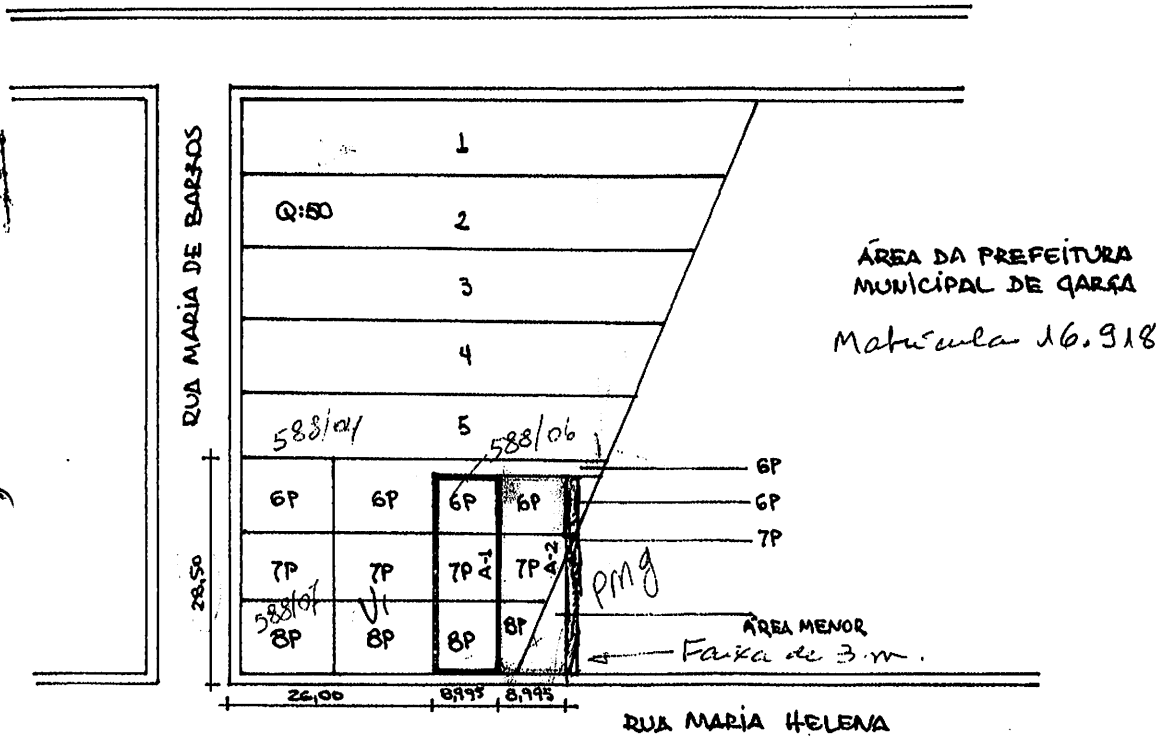 1
RUA MARIA DE BARROS
Q:50
2
3
ÁREA DA PREFEITURA
MUNICIPAL DE GARÇA
Matrícula 16.918
4
588/04
5
588/06
6P
6P
6P
6P
6P
6P
7P
28,50
7P
7P
7P
A-1
7P
A-2
PMG
588/07
8P
8P
8P
8P
ÁREA MENOR
Faixa de 3 m.
26,00
8,995
8,995
RUA MARIA HELENA